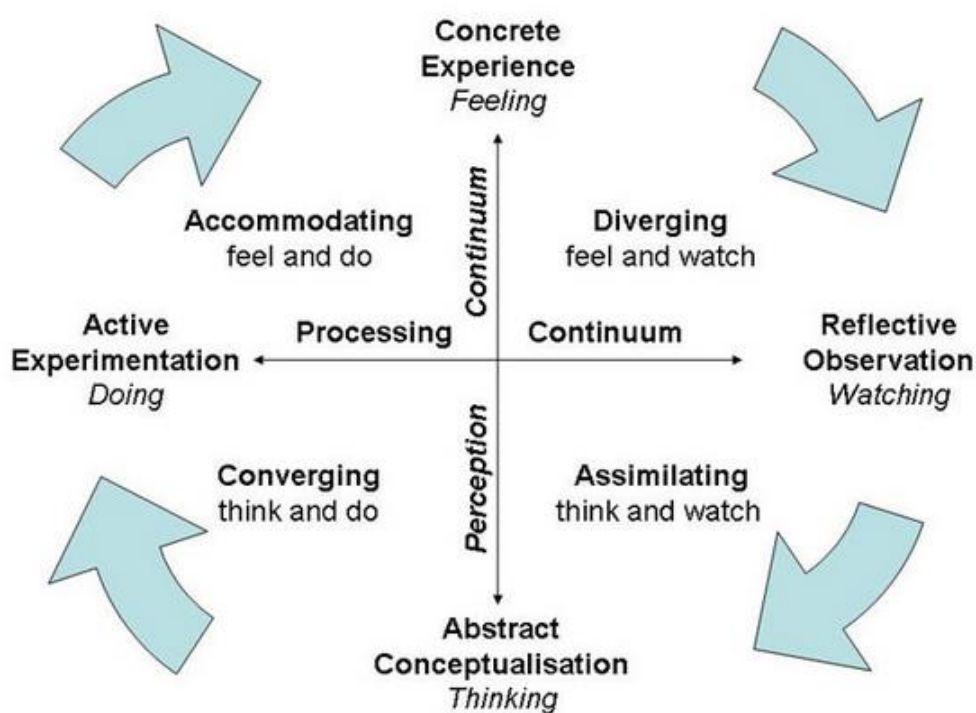 Concrete
Experience
Feeling
Continuum
Accommodating
feel and do
Diverging
feel and watch
Active
Experimentation
Doing
Processing
Continuum
Reflective
Observation
Watching
Perception
Converging
think and do
Assimilating
think and watch
Abstract
Conceptualisation
Thinking